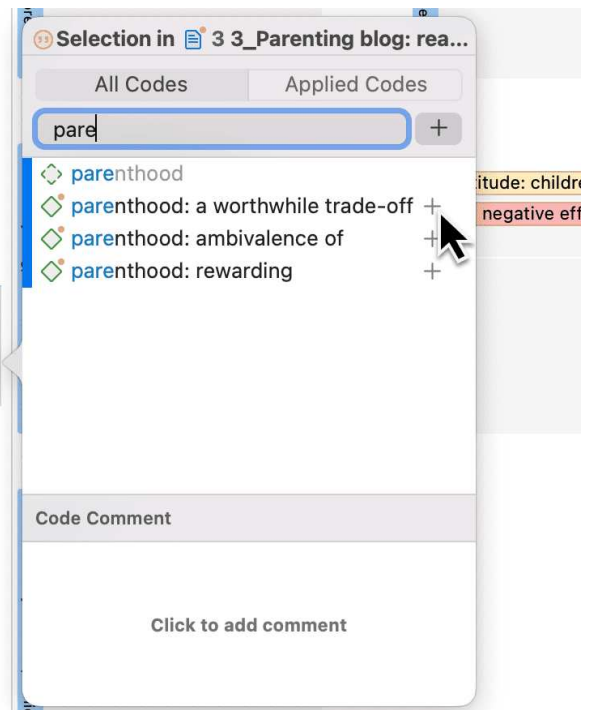 Selection in 3 3_Parenting blog: rea...
All Codes Applied Codes
pare
parenthood
parenthood: a worthwhile trade-off
parenthood: ambivalence of
parenthood: rewarding
itude: childre
negative eff
Code Comment
Click to add comment